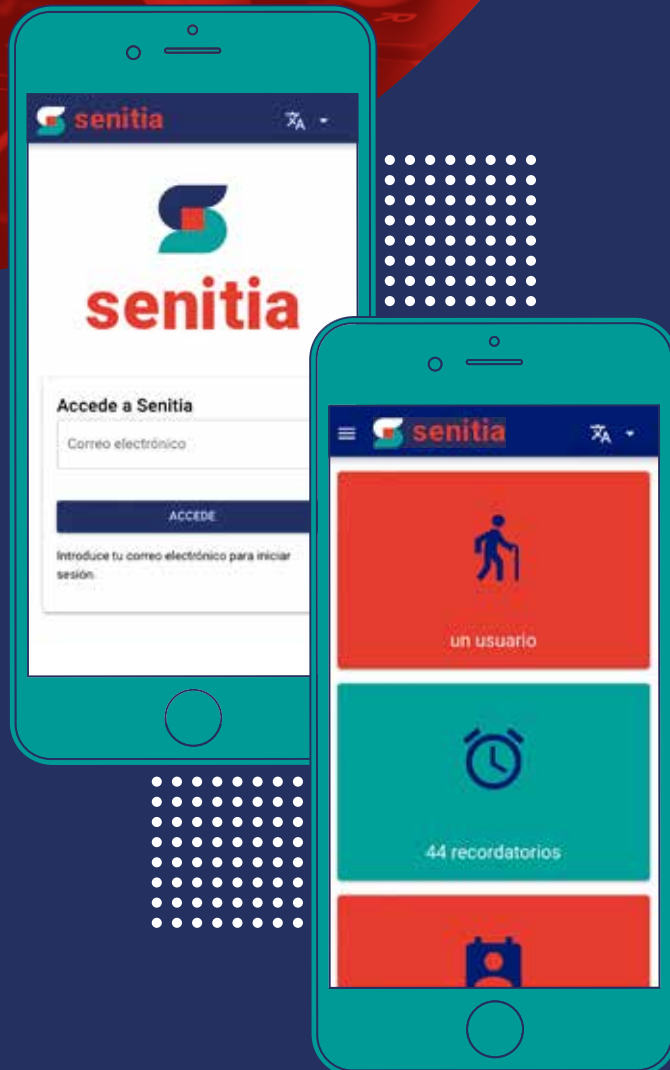 senitia
senitia
Accede a Senitia
Correo electrónico
ACCEDE
Introduce tu correo electrónico para iniciar
sesión.
senitia
un usuario
44 recordatorios